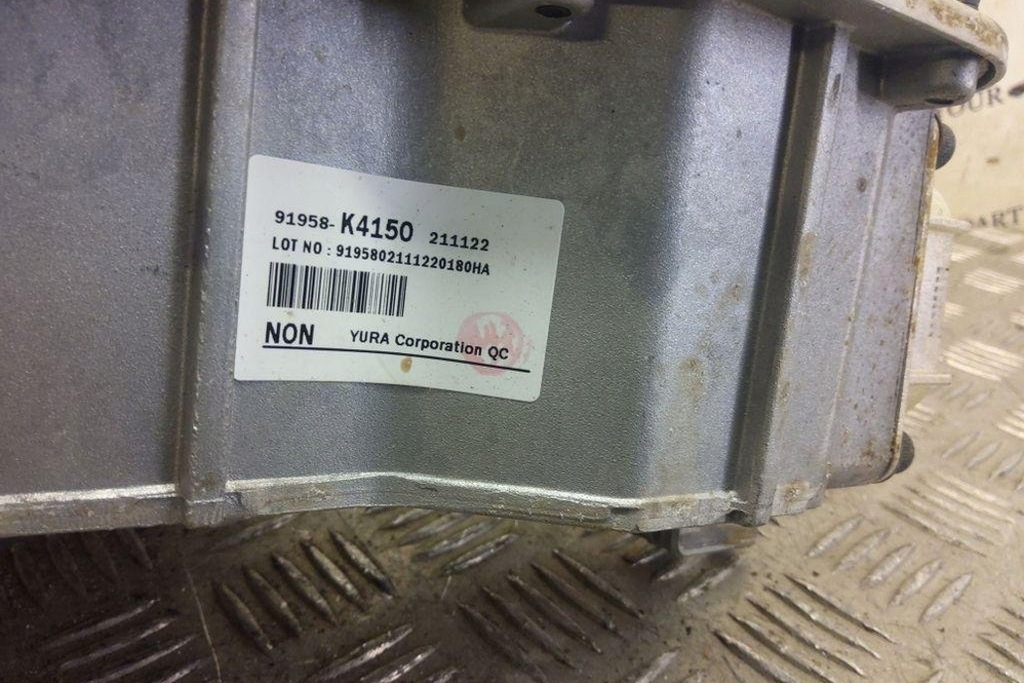 91958-K4150 211122
LOT NO : 9195802111220180HA
NON YURA Corporation QC